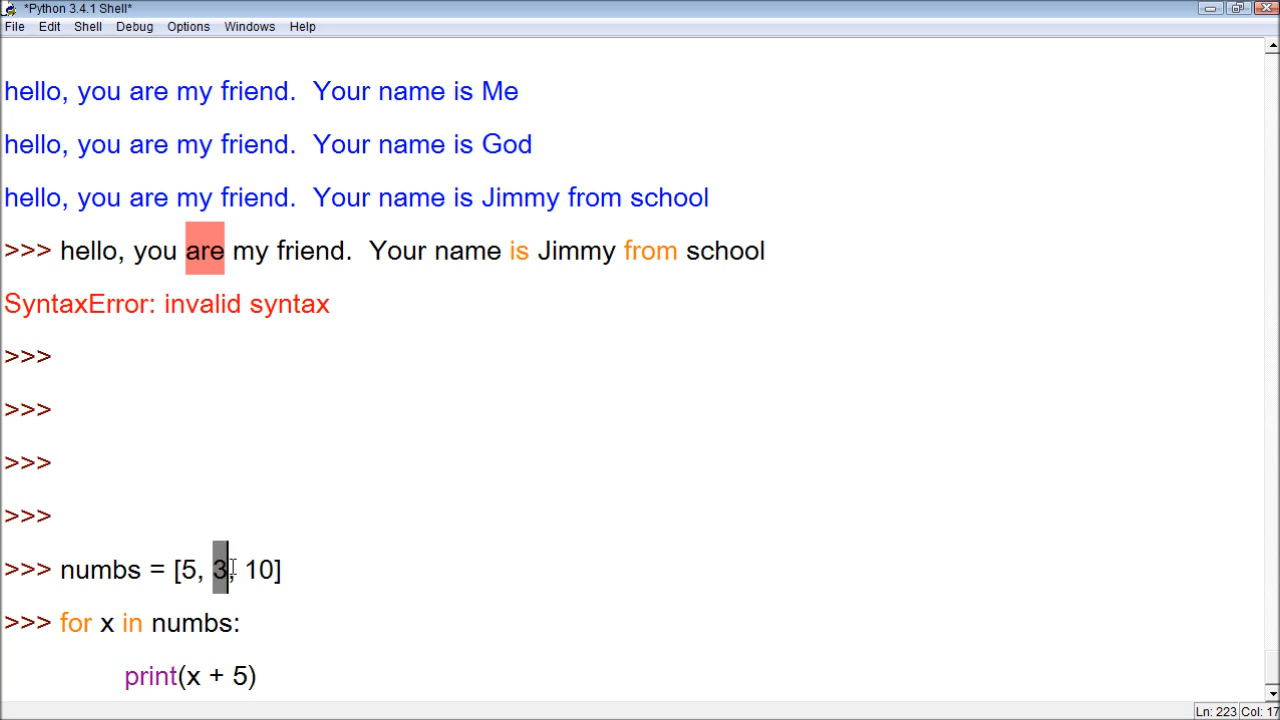 *Python 3.4.1 Shell*
File Edit Shell Debug Options Windows Help
hello, you are my friend.  Your name is Me
hello, you are my friend.  Your name is God
hello, you are my friend.  Your name is Jimmy from school
>>> hello, you are my friend.  Your name is Jimmy from school
SyntaxError: invalid syntax
>>>
>>>
>>>
>>>
>>> numbs = [5, 3, 10]
>>> for x in numbs:
print(x + 5)
Ln: 223 Col: 17